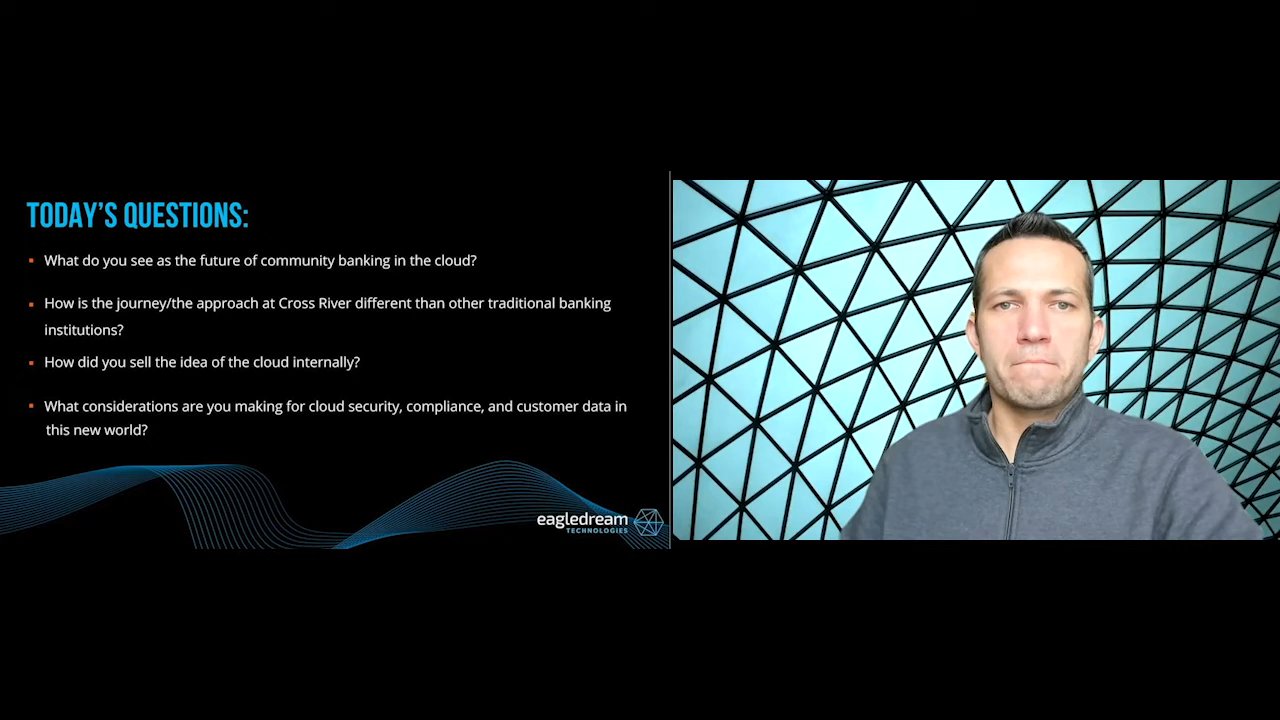 TODAY'S QUESTIONS:
What do you see as the future of community banking in the cloud?
How is the journey/the approach at Cross River different than other traditional banking
institutions?
How did you sell the idea of the cloud internally?
What considerations are you making for cloud security, compliance, and customer data in
this new world?
eagledream
TECHNOLOGIES